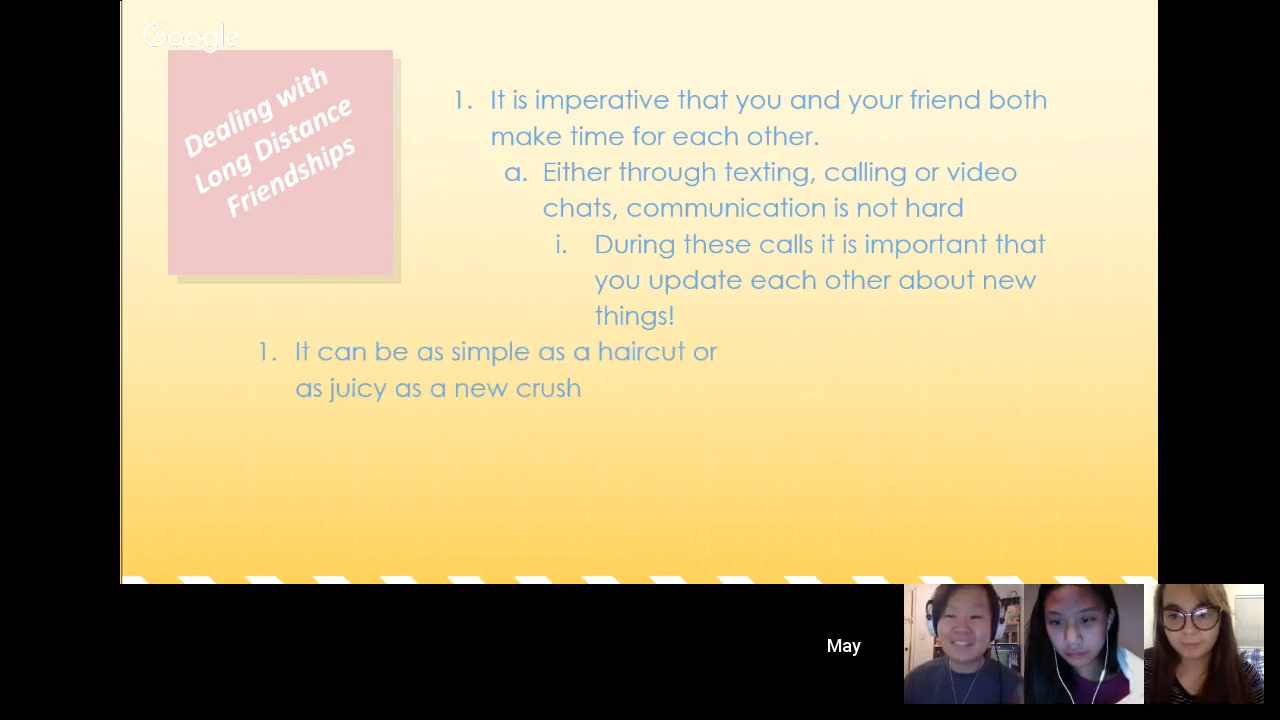 Google
Dealing with
Long Distance
Friendships
1. It is imperative that you and your friend both
make time for each other.
a. Either through texting, calling or video
chats, communication is not hard
i. During these calls it is important that
you update each other about new
things!
1. It can be as simple as a haircut or
as juicy as a new crush
May